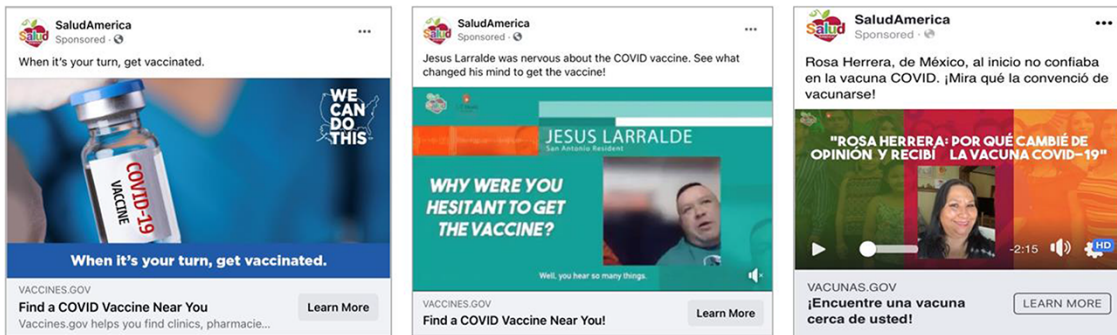 Salud
SaludAmerica
Sponsored ·
When it's your turn, get vaccinated.
WE
CAN
DO
THIS
COVID-19
VACCINE
When it's your turn, get vaccinated.
VACCINES.GOV
Find a COVID Vaccine Near You
Vaccines.gov helps you find clinics, pharmacie...
Learn More
Salud
SaludAmerica
Sponsored ·
Jesus Larralde was nervous about the COVID vaccine. See what
changed his mind to get the vaccine!
JESUS LARRALDE
San Antonio Resident
WHY WERE YOU
HESITANT TO GET
THE VACCINE?
Well, you hear so many things.
VACCINES.GOV
Find a COVID Vaccine Near You!
Learn More
Salud
SaludAmerica
Sponsored ·
Rosa Herrera, de México, al inicio no confiaba
en la vacuna COVID. ¡Mira qué la convenció de
vacunarse!
"ROSA HERRERA: POR QUÉ CAMBIÉ DE
OPINIÓN Y RECIBÍ LA VACUNA COVID-19"
-2:15
HD
VACUNAS.GOV
¡Encuentre una vacuna
cerca de usted!
LEARN MORE